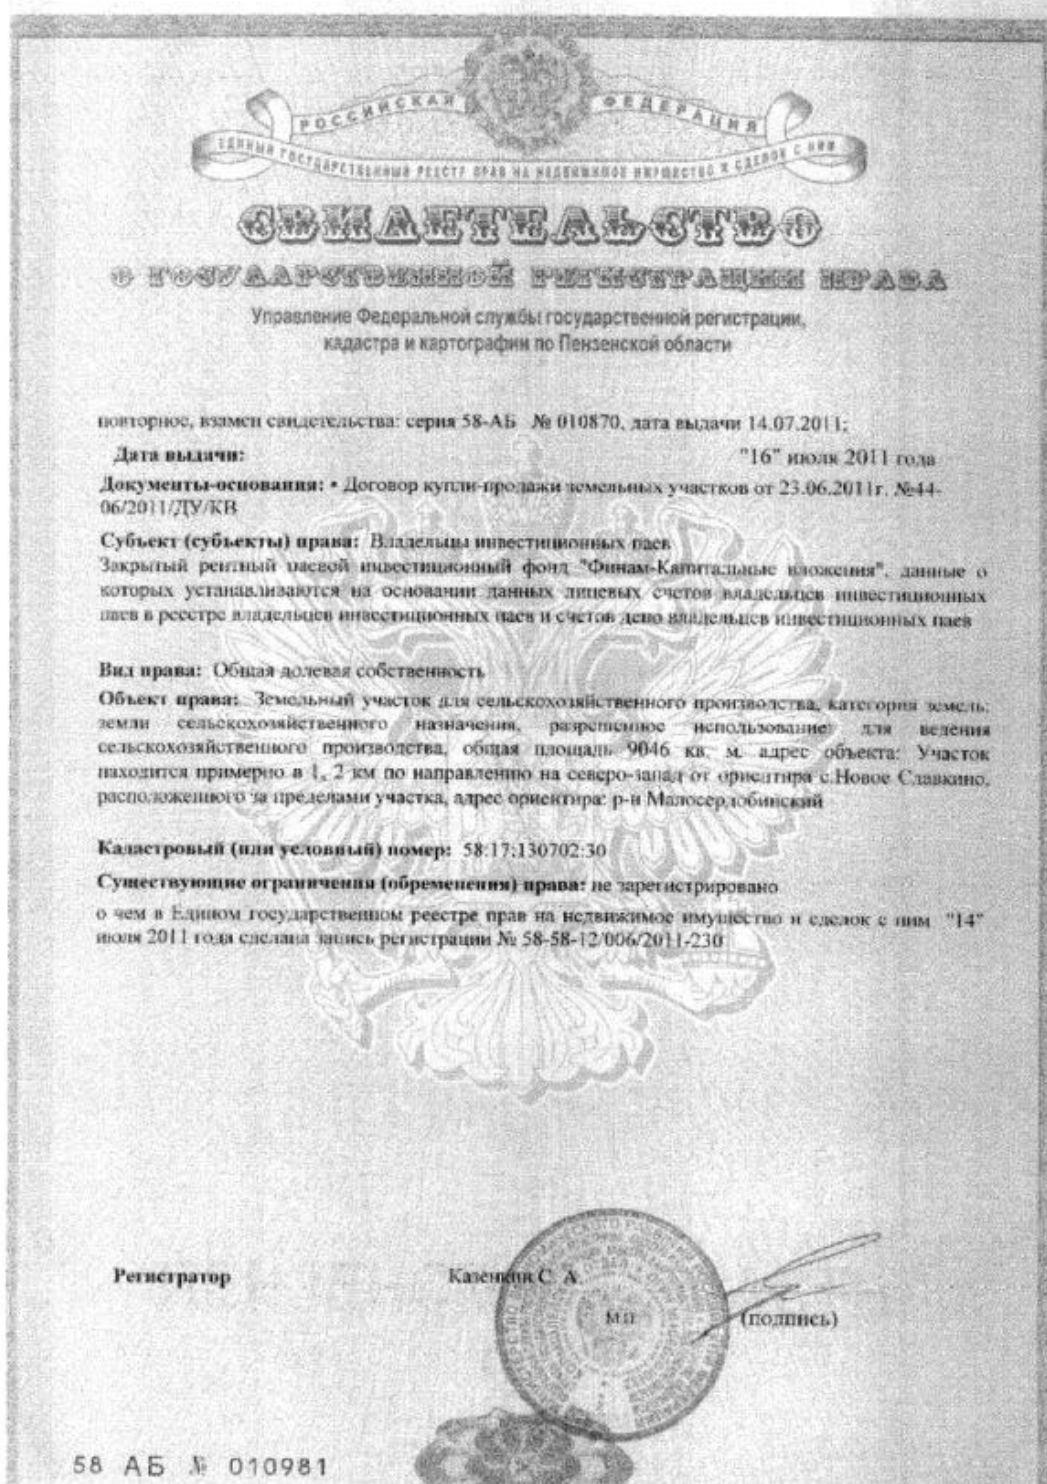 РОССИЙСКАЯ ФЕДЕРАЦИЯ
ЕДИНЫЙ ГОСУДАРСТВЕННЫЙ РЕЕСТР ПРАВ НА НЕДВИЖИМОЕ ИМУЩЕСТВО И СДЕЛОК С НИМ
СВИДЕТЕЛЬСТВО
О ГОСУДАРСТВЕННОЙ РЕГИСТРАЦИИ ПРАВА
Управление Федеральной службы государственной регистрации,
кадастра и картографии по Пензенской области
повторное, взамен свидетельства: серия 58-АБ № 010870, дата выдачи 14.07.2011;
Дата выдачи: "16" июля 2011 года
Документы-основания: • Договор купли-продажи земельных участков от 23.06.2011г. №44-
06/2011/ДУ/КВ
Субъект (субъекты) права: Владельцы инвестиционных паев
Закрытый рентный паевой инвестиционный фонд "Финам-Капитальные вложения", данные о
которых устанавливаются на основании данных лицевых счетов владельцев инвестиционных
паев в реестре владельцев инвестиционных паев и счетов депо владельцев инвестиционных паев
Вид права: Общая долевая собственность
Объект права: Земельный участок для сельскохозяйственного производства, категория земель:
земли сельскохозяйственного назначения, разрешенное использование: для ведения
сельскохозяйственного производства, общая площадь 9046 кв. м, адрес объекта: Участок
находится примерно в 1, 2 км по направлению на северо-запад от ориентира с.Новое Славкино,
расположенного за пределами участка, адрес ориентира: р-н Малосердобинский
Кадастровый (или условный) номер: 58:17:130702:30
Существующие ограничения (обременения) права: не зарегистрировано
о чем в Едином государственном реестре прав на недвижимое имущество и сделок с ним "14"
июля 2011 года сделана запись регистрации № 58-58-12/006/2011-230
Регистратор Казенкин С. А.
М.П.
(подпись)
58 АБ № 010981